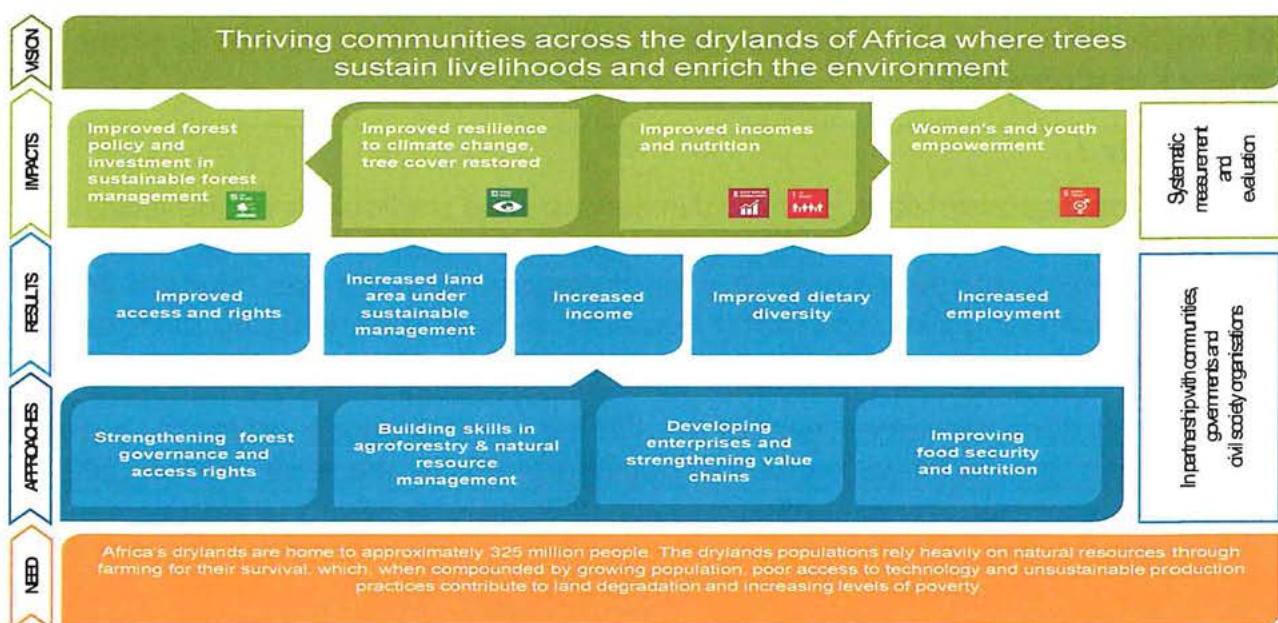 VISION
Thriving communities across the drylands of Africa where trees
sustain livelihoods and enrich the environment
IMPACTS
Improved forest
policy and
investment in
sustainable forest
management
Improved resilience
to climate change,
tree cover restored
Improved incomes
and nutrition
Women's and youth
empowerment
Systematic
measurement
and
evaluation
RESULTS
Improved
access and rights
Increased land
area under
sustainable
management
Increased
income
Improved dietary
diversity
Increased
employment
In partnership with communities,
governments and
civil society organisations
APPROACHES
Strengthening forest
governance and
access rights
Building skills in
agroforestry & natural
resource
management
Developing
enterprises and
strengthening value
chains
Improving
food security
and nutrition
NEED
Africa's drylands are home to approximately 325 million people. The drylands populations rely heavily on natural resources through
farming for their survival, which, when compounded by growing population, poor access to technology and unsustainable production
practices contribute to land degradation and increasing levels of poverty.